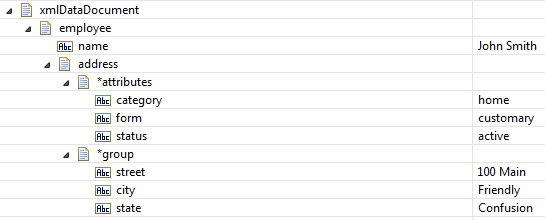 xmlDataDocument
employee
Abc name John Smith
address
*attributes
Abc category home
Abc form customary
Abc status active
*group
Abc street 100 Main
Abc city Friendly
Abc state Confusion